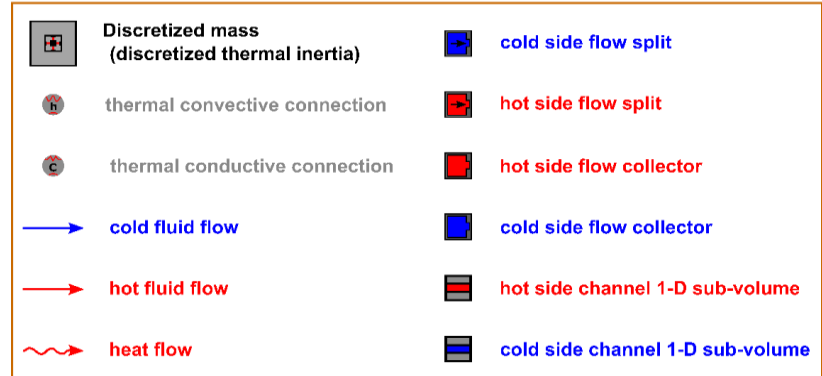 Discretized mass
(discretized thermal inertia)
h
thermal convective connection
c
thermal conductive connection
cold fluid flow
hot fluid flow
heat flow
cold side flow split
hot side flow split
hot side flow collector
cold side flow collector
hot side channel 1-D sub-volume
cold side channel 1-D sub-volume